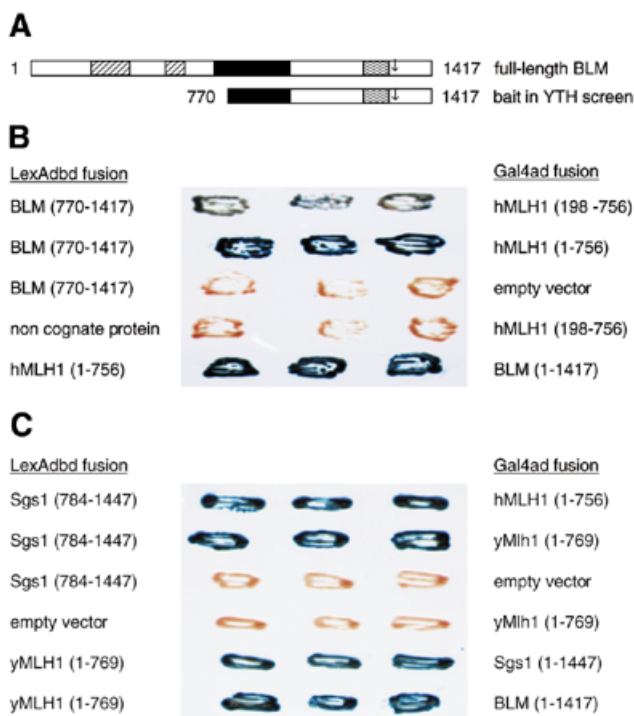 A
1 1417 full-length BLM
770 1417 bait in YTH screen
B
LexAdbd fusion Gal4ad fusion
BLM (770-1417) hMLH1 (198 -756)
BLM (770-1417) hMLH1 (1-756)
BLM (770-1417) empty vector
non cognate protein hMLH1 (198-756)
hMLH1 (1-756) BLM (1-1417)
C
LexAdbd fusion Gal4ad fusion
Sgs1 (784-1447) hMLH1 (1-756)
Sgs1 (784-1447) yMlh1 (1-769)
Sgs1 (784-1447) empty vector
empty vector yMlh1 (1-769)
yMLH1 (1-769) Sgs1 (1-1447)
yMLH1 (1-769) BLM (1-1417)